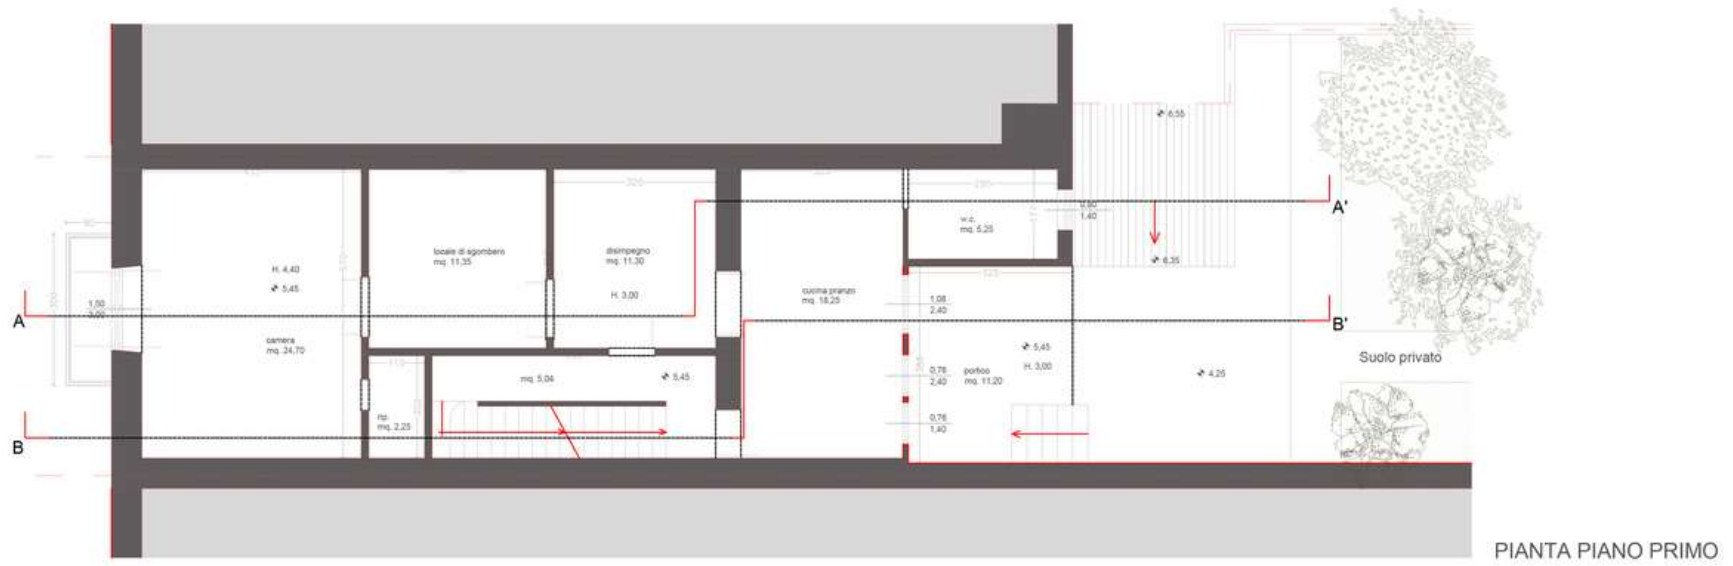 6,55
320
290
A'
0,80
1,40
w.c.
mq. 5,25
locale di sgombero
mq. 11,35
disimpegno
mq. 11,30
6,35
H. 4,40
5,45
H. 3,00
cucina pranzo
mq. 18,25
1,00
1,08
2,40
A
B'
camera
mq. 24,70
5,45
H. 3,00
Suolo privato
mq. 5,04
5,45
0,76
2,40
portico
mq. 11,20
4,25
rip.
mq. 2,25
0,76
1,40
B
PIANTA PIANO PRIMO